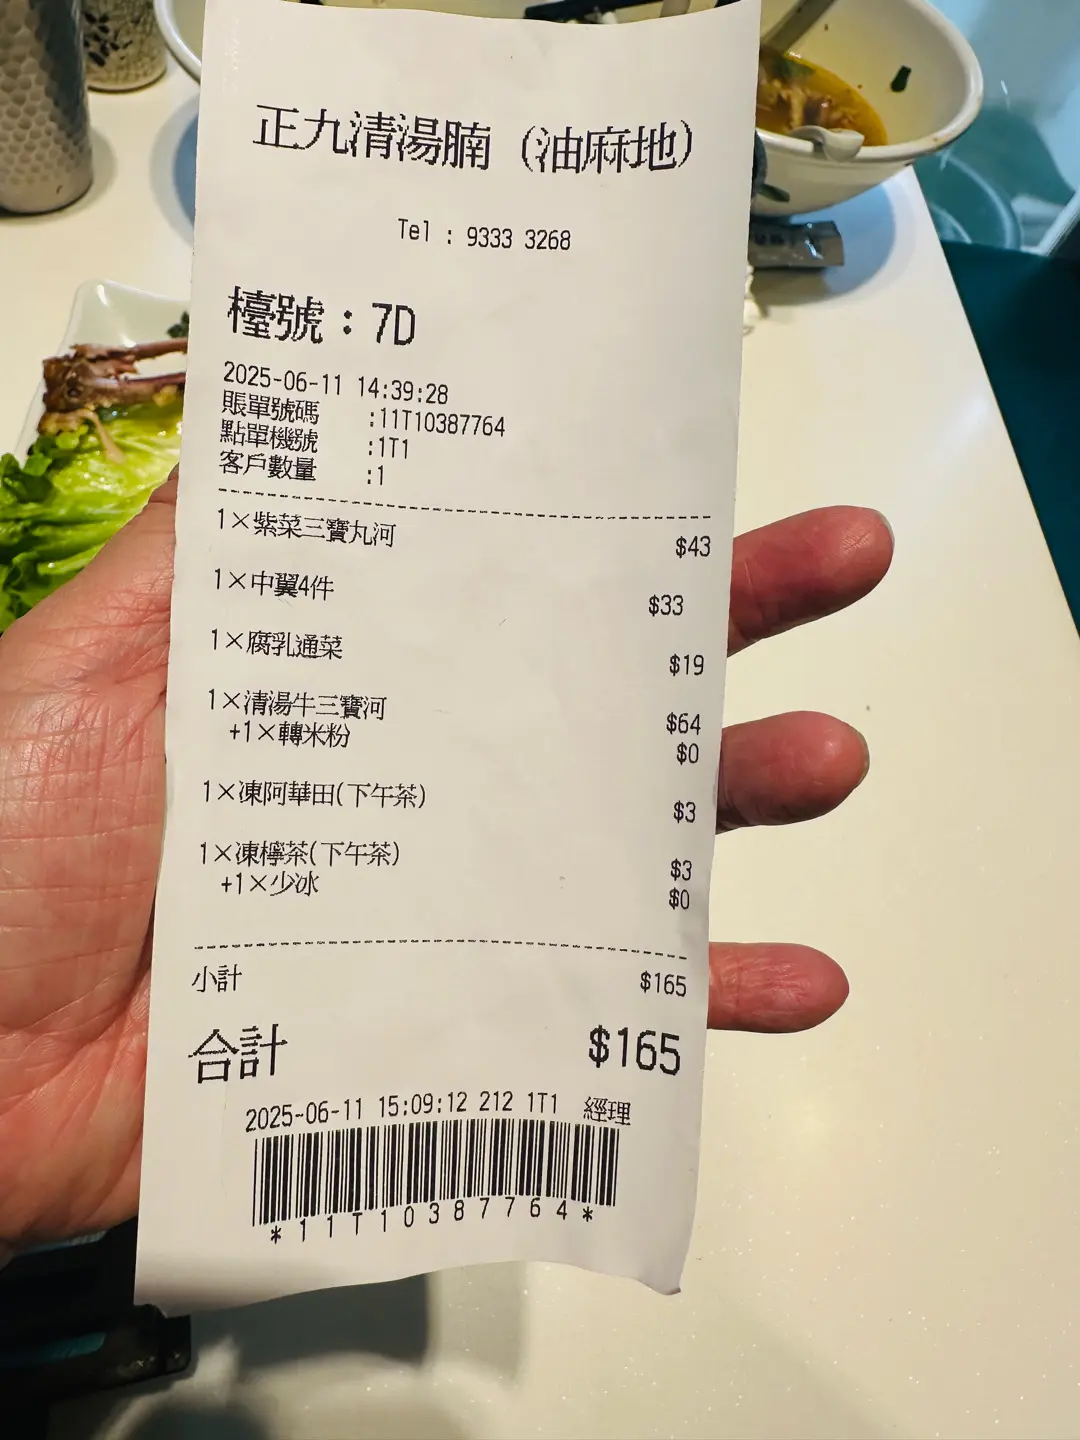 正九清湯腩（油麻地）
Tel : 9333 3268
檯號：7D
2025-06-11 14:39:28
賬單號碼 :11T10387764
點單機號 :1T1
客戶數量 :1
1×紫菜三寶丸河 $43
1×中翼4件 $33
1×腐乳通菜 $19
1×清湯牛三寶河 $64
+1×轉米粉 $0
1×凍阿華田(下午茶) $3
1×凍檸茶(下午茶) $3
+1×少冰 $0
小計 $165
合計 $165
2025-06-11 15:09:12 212 1T1 經理
*11T10387764*